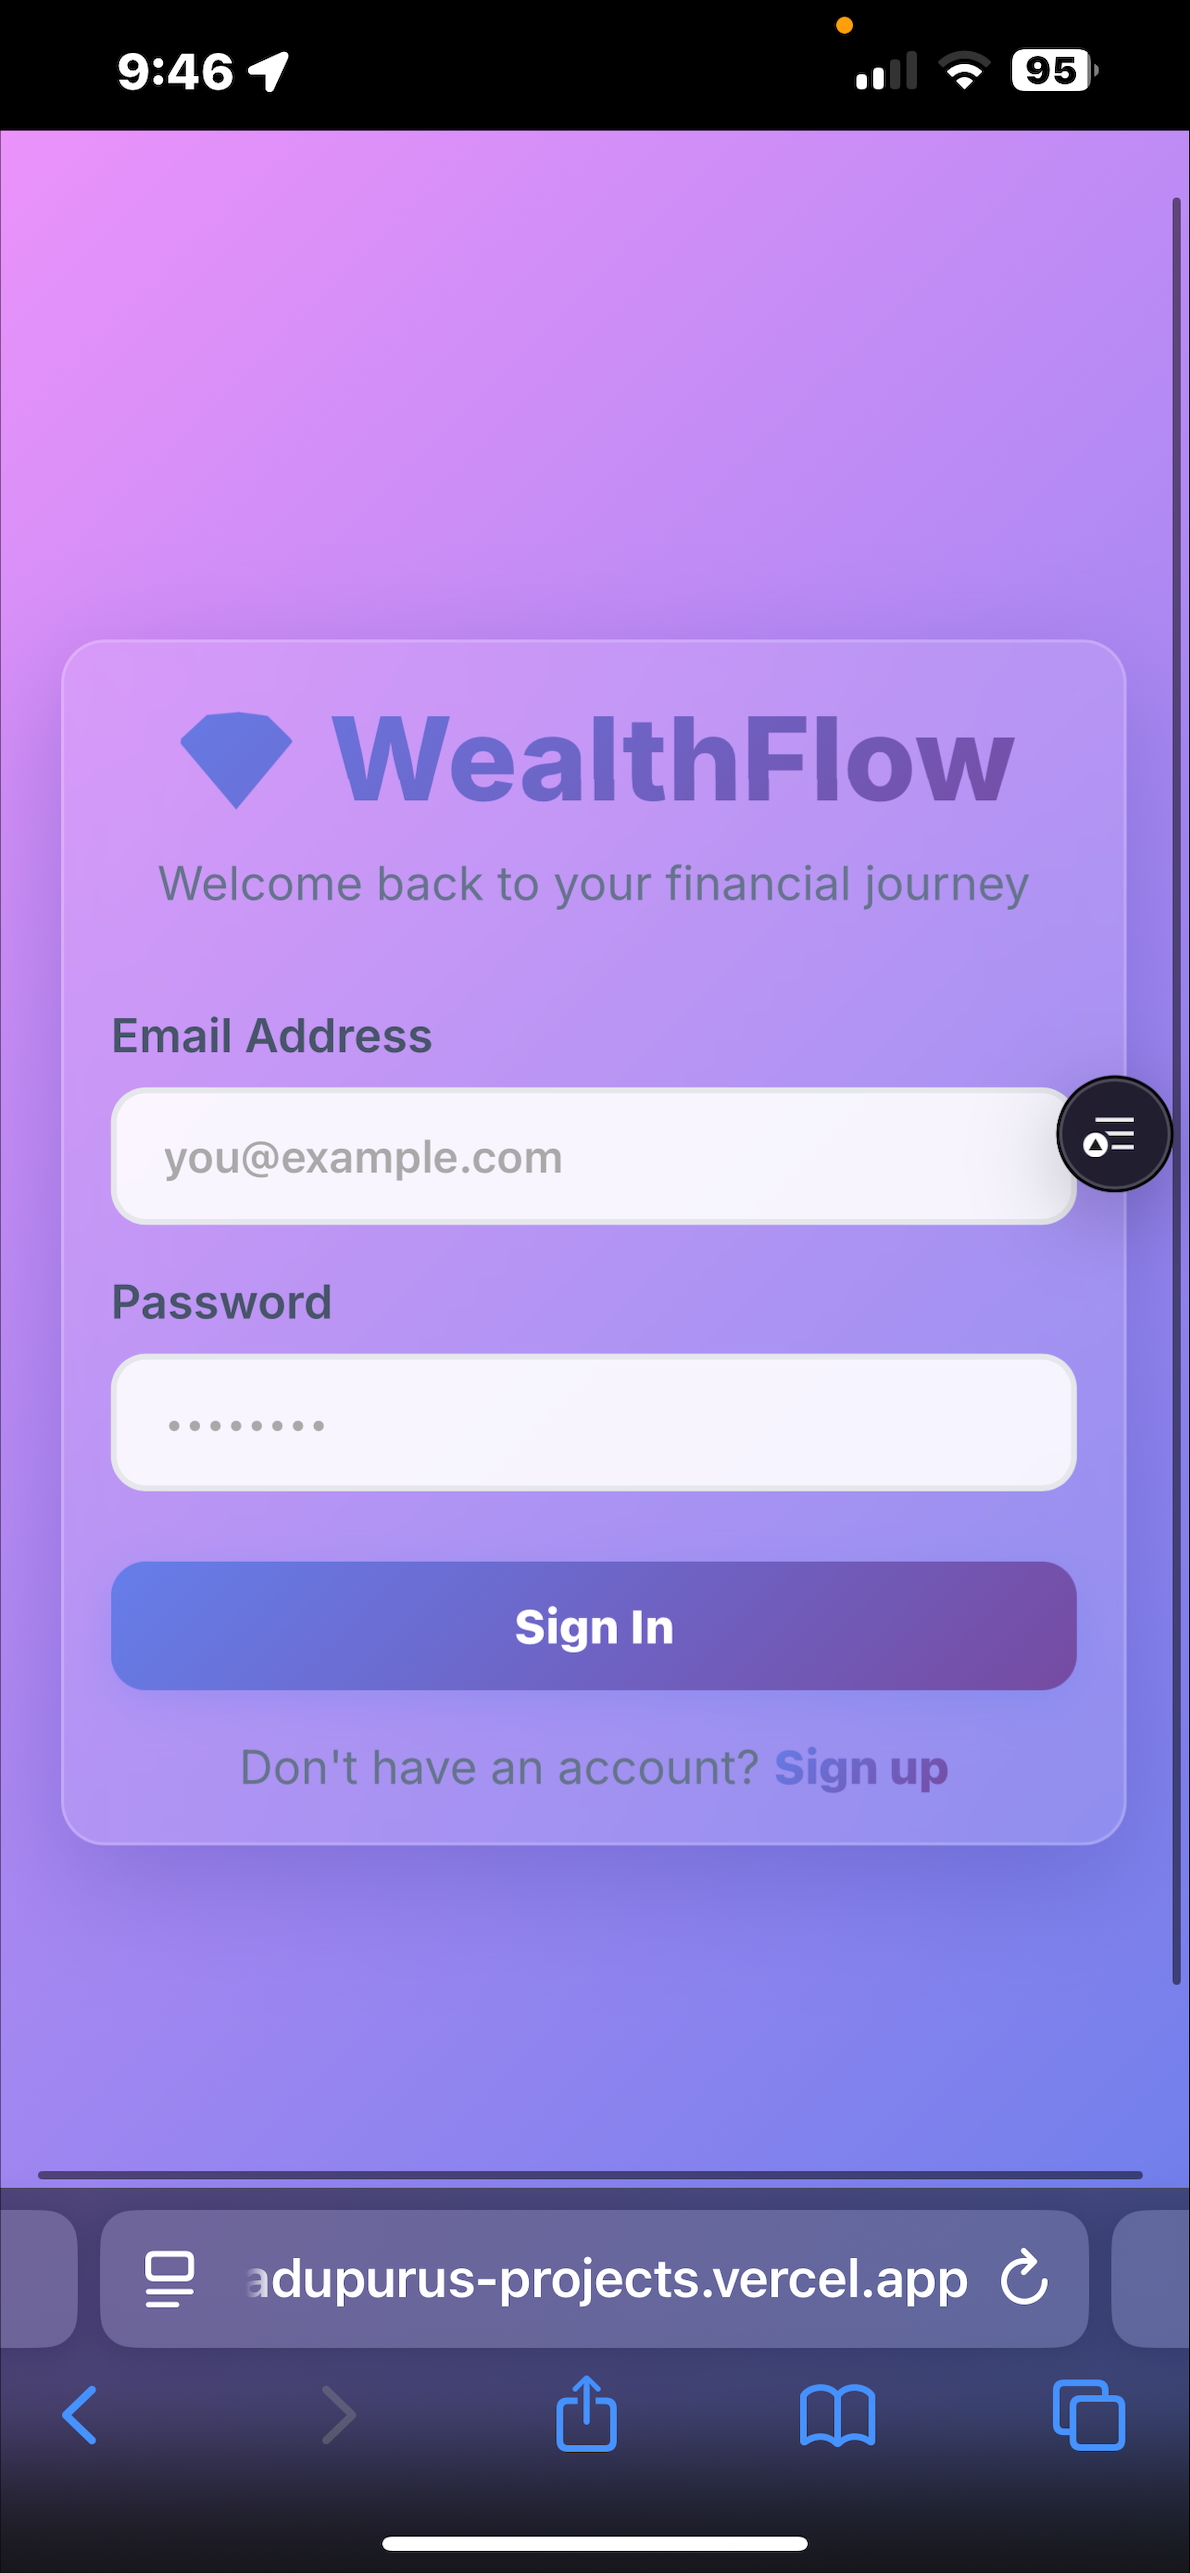 9:46
95
WealthFlow
Welcome back to your financial journey
Email Address
you@example.com
Password
Sign In
Don't have an account? Sign up
adupurus-projects.vercel.app